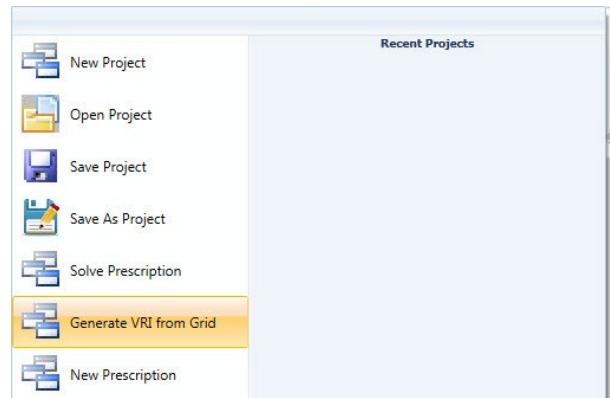 Recent Projects
New Project
Open Project
Save Project
Save As Project
Solve Prescription
Generate VRI from Grid
New Prescription